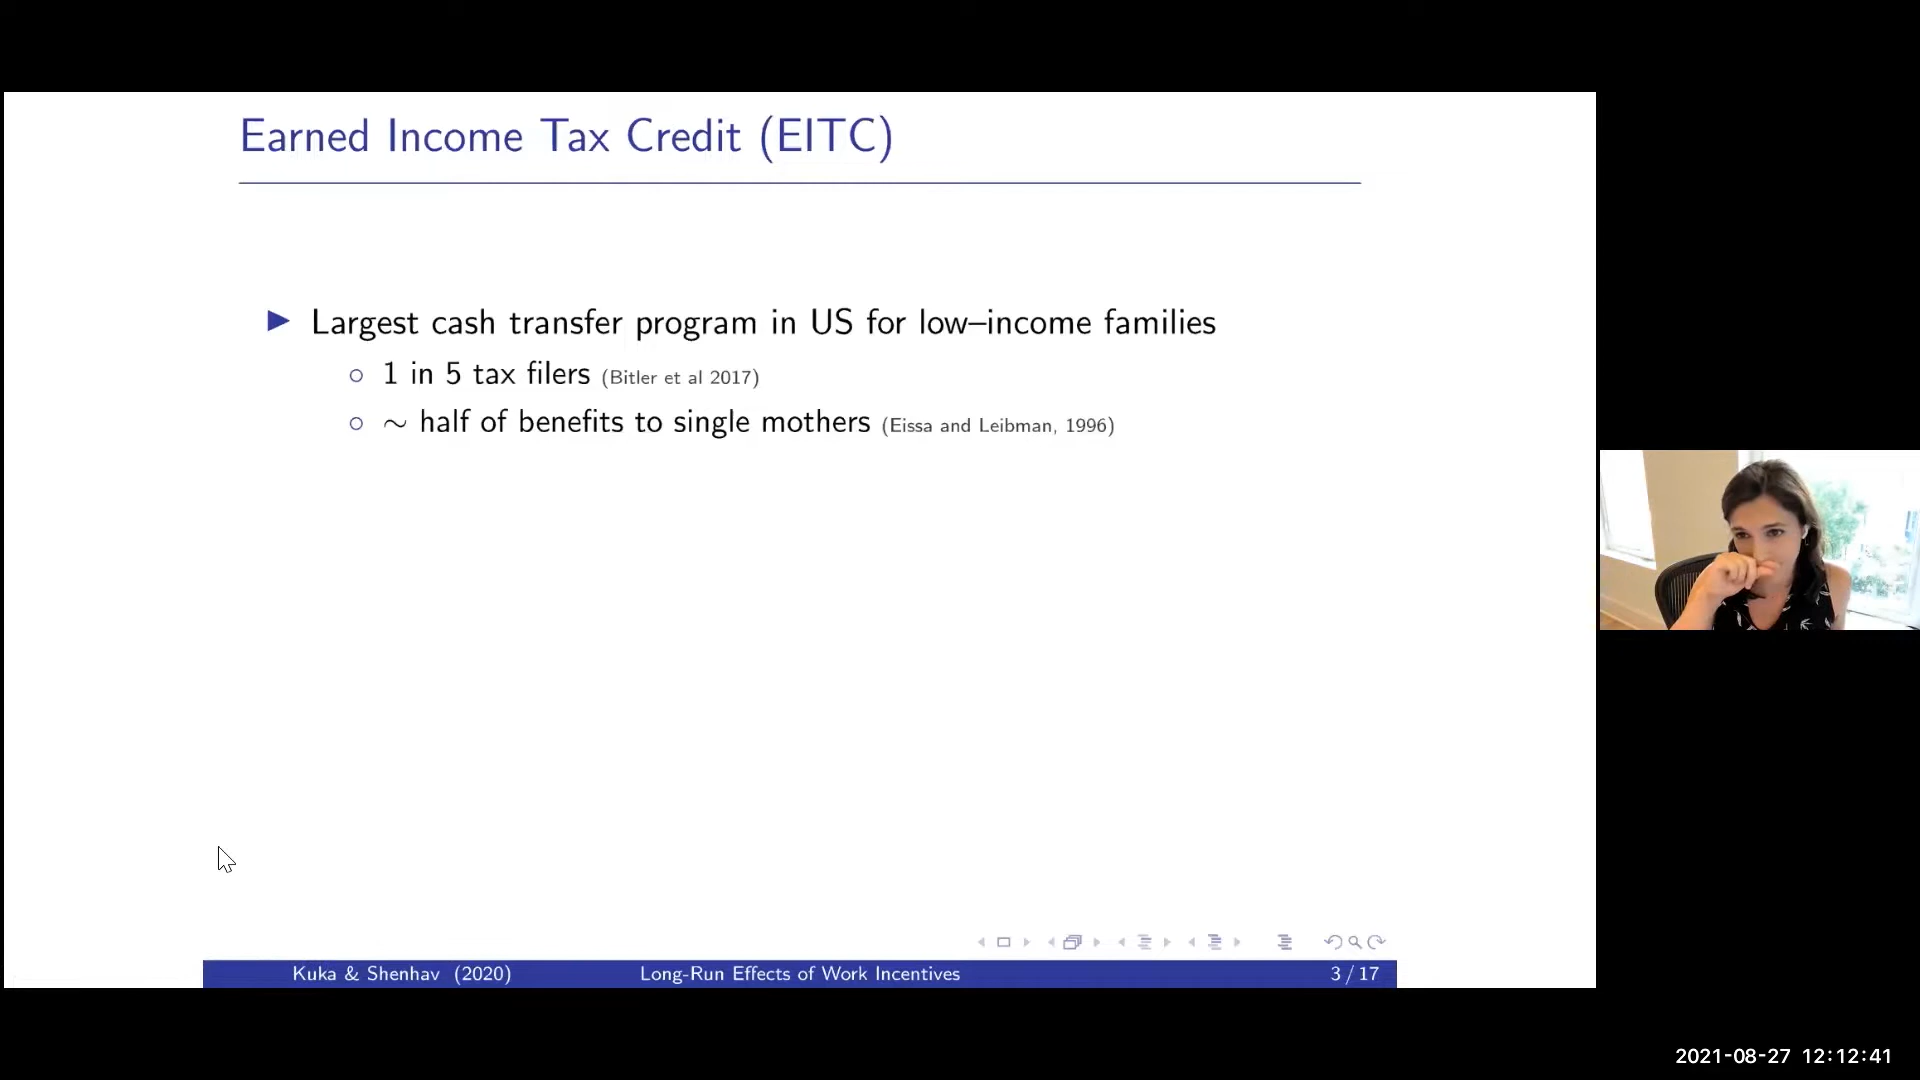 Earned Income Tax Credit (EITC)
▶ Largest cash transfer program in US for low–income families
○ 1 in 5 tax filers (Bitler et al 2017)
○ ∼ half of benefits to single mothers (Eissa and Leibman, 1996)
Kuka & Shenhav (2020) Long-Run Effects of Work Incentives 3 / 17
2021-08-27 12:12:41